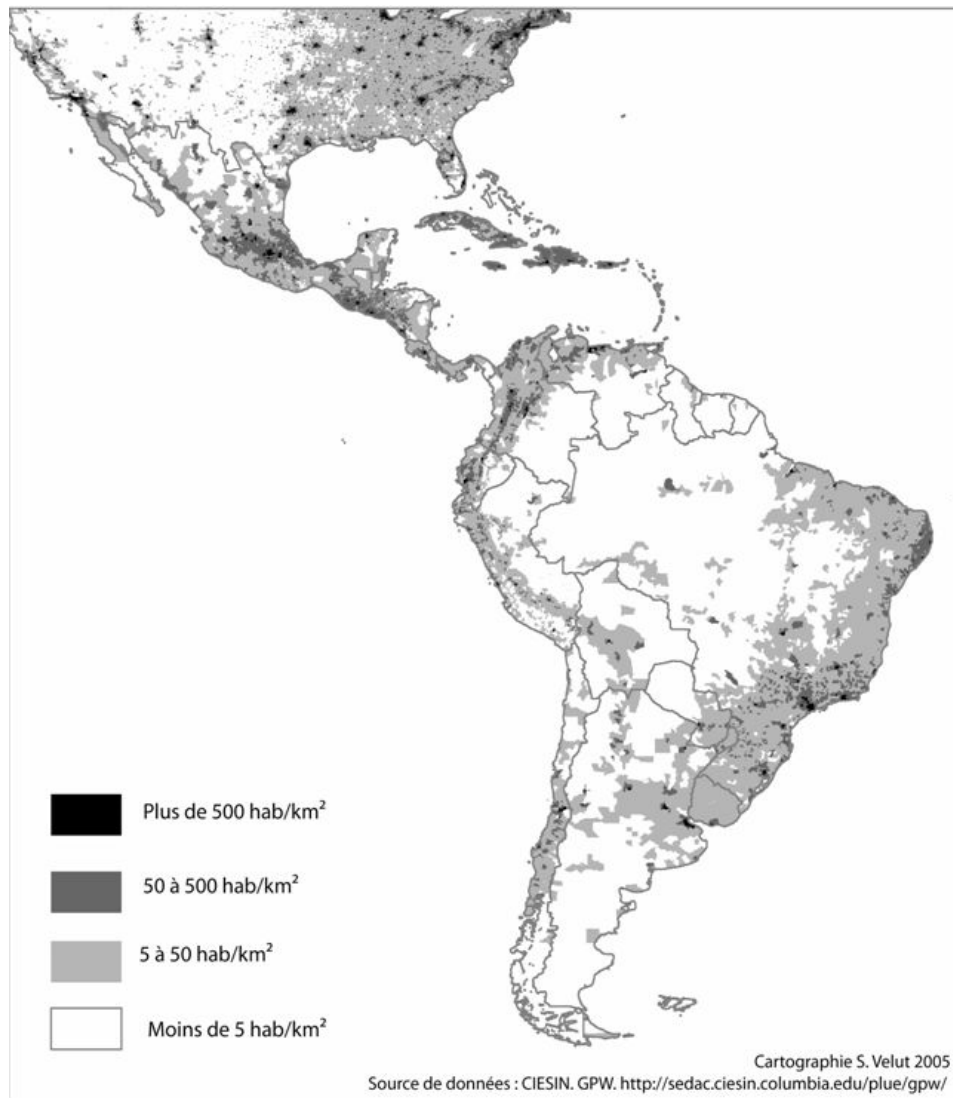 Plus de 500 hab/km²
50 à 500 hab/km²
5 à 50 hab/km²
Moins de 5 hab/km²
Cartographie S. Velut 2005
Source de données : CIESIN. GPW. http://sedac.ciesin.columbia.edu/plue/gpw/